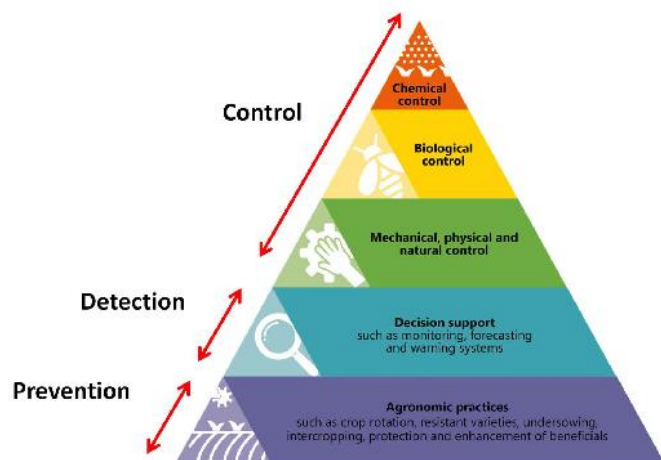 Control
Chemical
control
Biological
control
Mechanical, physical and
natural control
Detection
Decision support
such as monitoring, forecasting
and warning systems
Prevention
Agronomic practices
such as crop rotation, resistant varieties, undersowing,
intercropping, protection and enhancement of beneficials